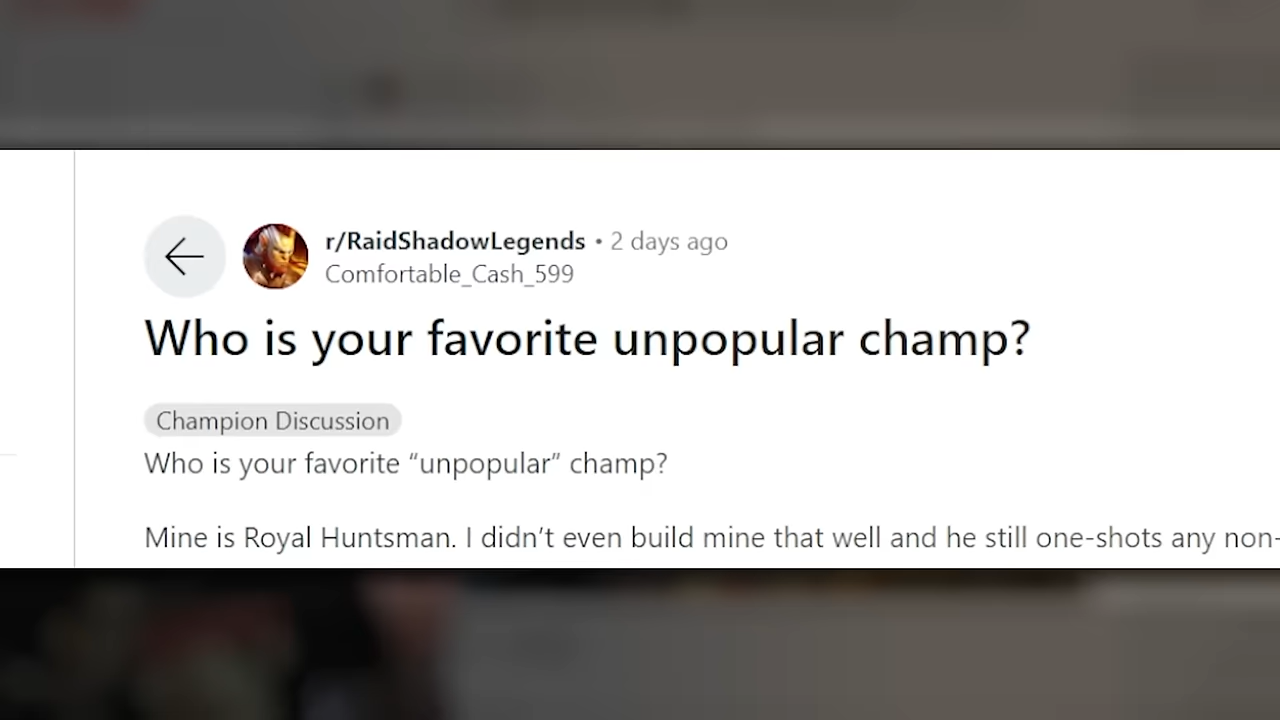 r/RaidShadowLegends • 2 days ago
Comfortable_Cash_599
Who is your favorite unpopular champ?
Champion Discussion
Who is your favorite “unpopular” champ?
Mine is Royal Huntsman. I didn’t even build mine that well and he still one-shots any non-